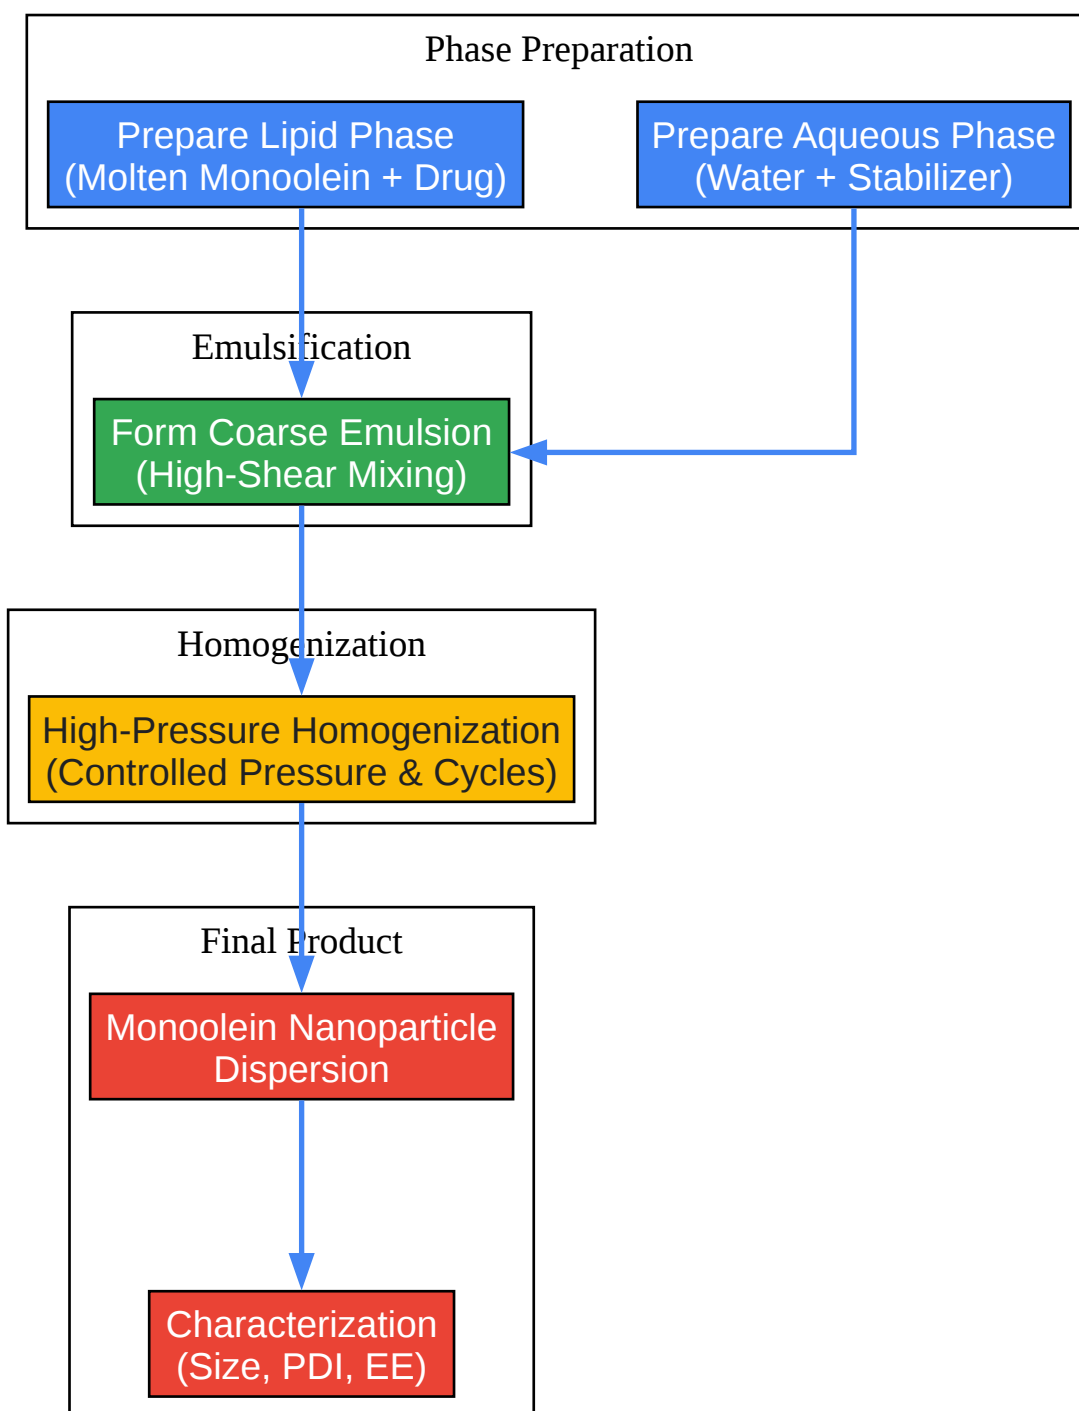 Phase Preparation
Prepare Lipid Phase
(Molten Monoolein + Drug)
Prepare Aqueous Phase
(Water + Stabilizer)
Emulsification
Form Coarse Emulsion
(High-Shear Mixing)
Homogenization
High-Pressure Homogenization
(Controlled Pressure & Cycles)
Final Product
Monoolein Nanoparticle
Dispersion
Characterization
(Size, PDI, EE)